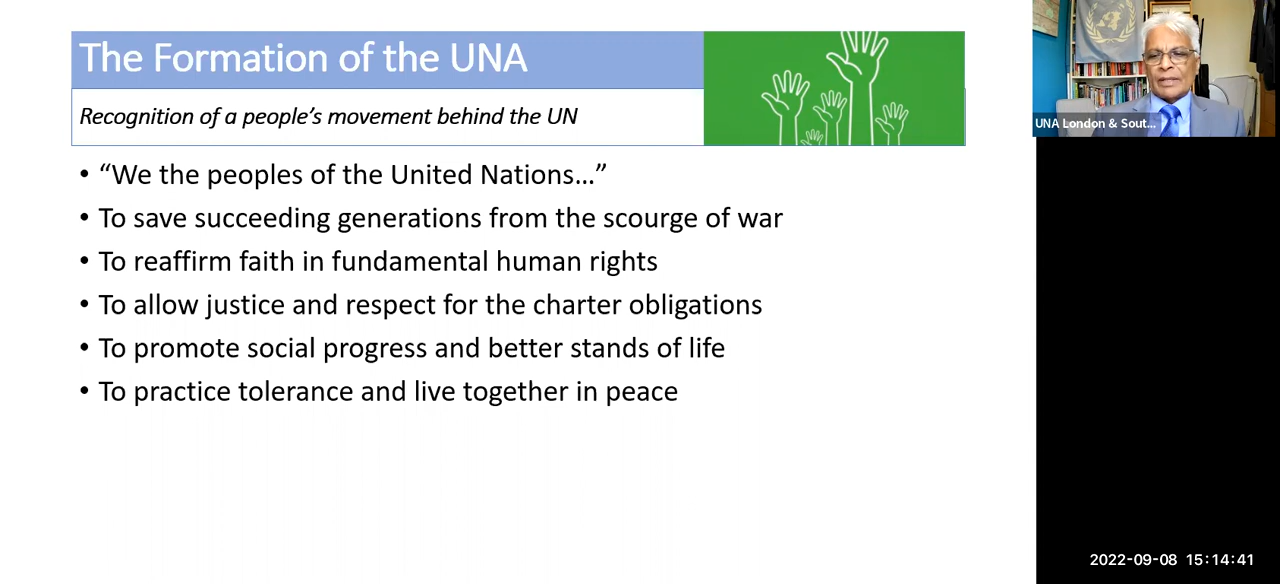 The Formation of the UNA
Recognition of a people’s movement behind the UN
• “We the peoples of the United Nations…”
• To save succeeding generations from the scourge of war
• To reaffirm faith in fundamental human rights
• To allow justice and respect for the charter obligations
• To promote social progress and better stands of life
• To practice tolerance and live together in peace
UNA London & Sout...
2022-09-08 15:14:41